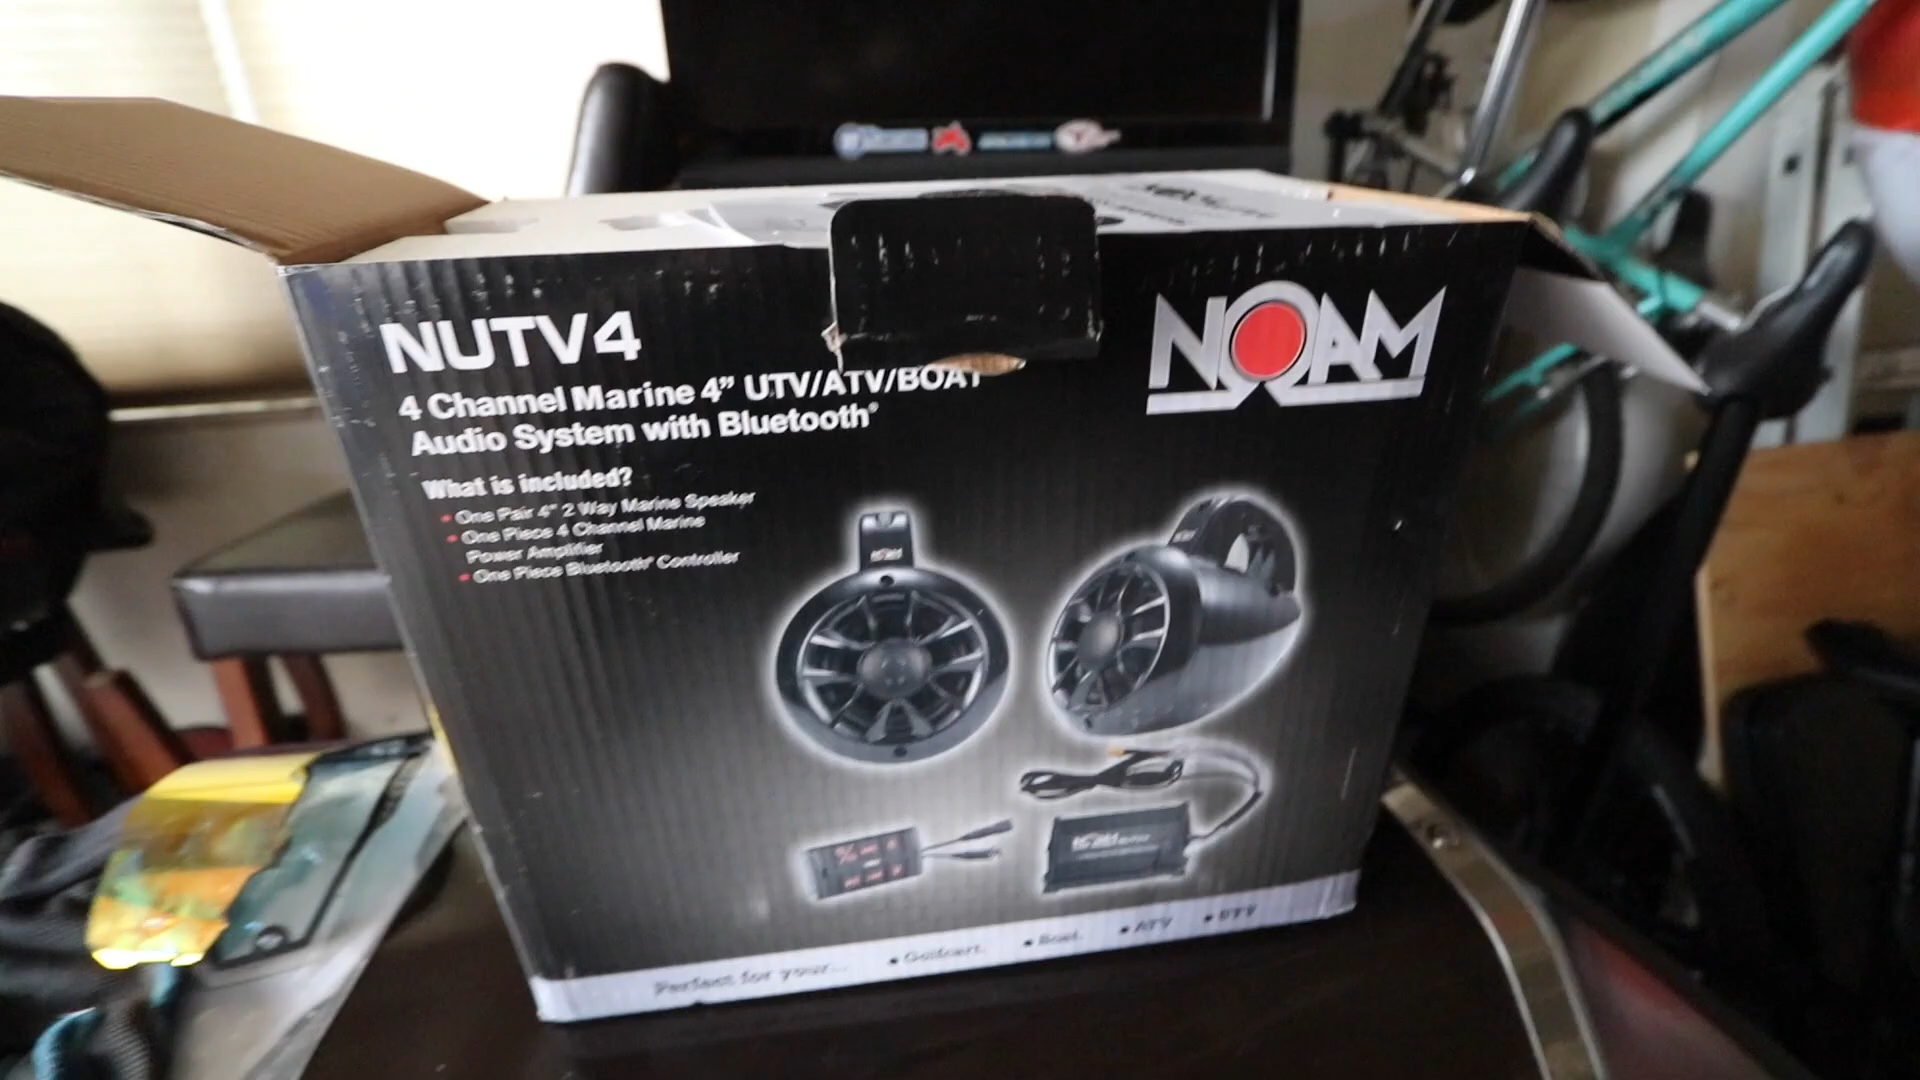 NUTV4
4 Channel Marine 4” UTV/ATV/BOAT
Audio System with Bluetooth®
NOAM
What is included?
• One Pair 4" 2 Way Marine Speaker
• One Piece 4 Channel Marine
Power Amplifier
• One Piece Bluetooth® Controller
NOAM
Perfect for your... • Golfcart. • Boat. • ATV • UTV